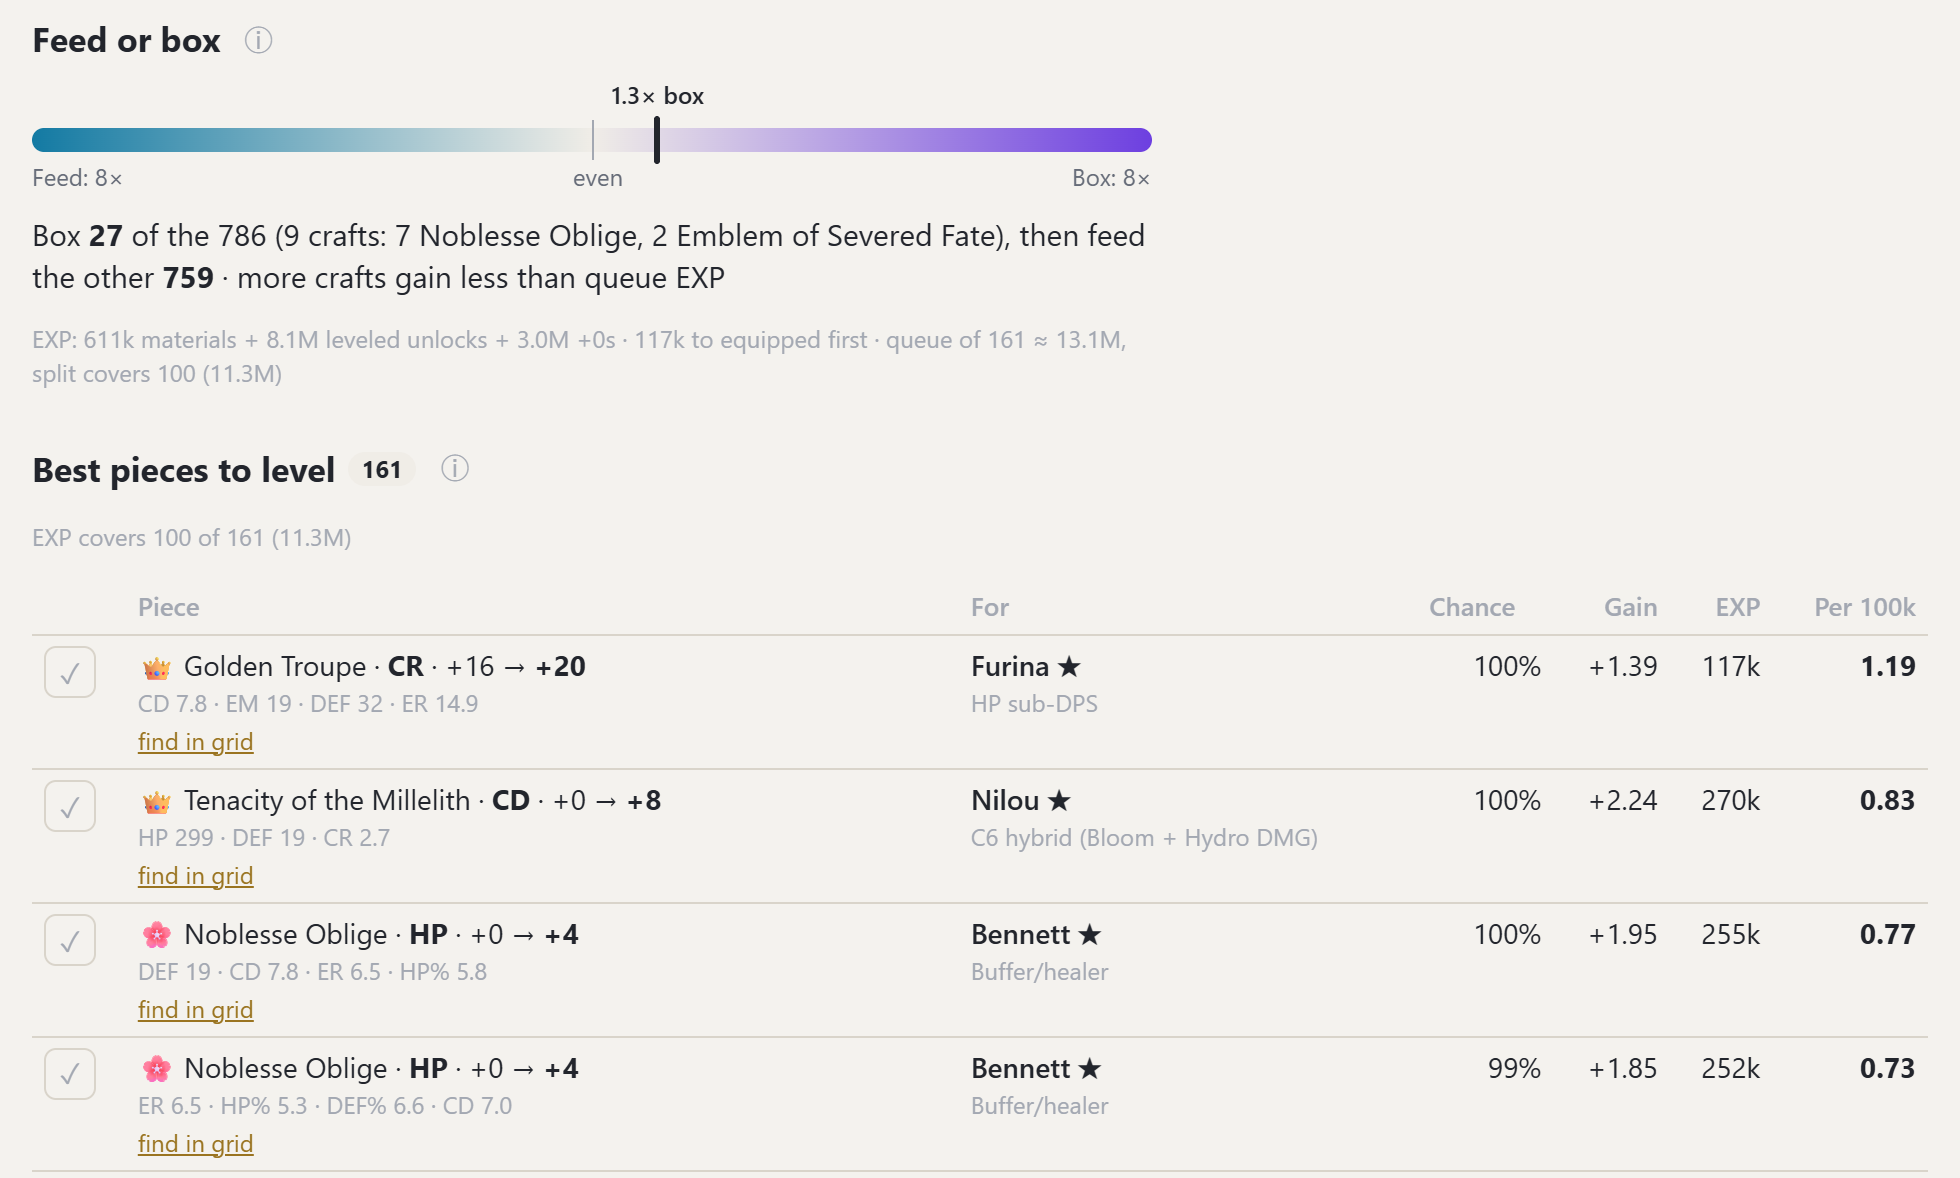 Feed or box ⓘ
1.3× box
Feed: 8× even Box: 8×
Box 27 of the 786 (9 crafts: 7 Noblesse Oblige, 2 Emblem of Severed Fate), then feed
the other 759 · more crafts gain less than queue EXP
EXP: 611k materials + 8.1M leveled unlocks + 3.0M +0s · 117k to equipped first · queue of 161 ≈ 13.1M,
split covers 100 (11.3M)
Best pieces to level 161 ⓘ
EXP covers 100 of 161 (11.3M)
Piece For Chance Gain EXP Per 100k
✓ Golden Troupe · CR · +16 → +20 Furina ★ 100% +1.39 117k 1.19
CD 7.8 · EM 19 · DEF 32 · ER 14.9 HP sub-DPS
find in grid
✓ Tenacity of the Millelith · CD · +0 → +8 Nilou ★ 100% +2.24 270k 0.83
HP 299 · DEF 19 · CR 2.7 C6 hybrid (Bloom + Hydro DMG)
find in grid
✓ Noblesse Oblige · HP · +0 → +4 Bennett ★ 100% +1.95 255k 0.77
DEF 19 · CD 7.8 · ER 6.5 · HP% 5.8 Buffer/healer
find in grid
✓ Noblesse Oblige · HP · +0 → +4 Bennett ★ 99% +1.85 252k 0.73
ER 6.5 · HP% 5.3 · DEF% 6.6 · CD 7.0 Buffer/healer
find in grid